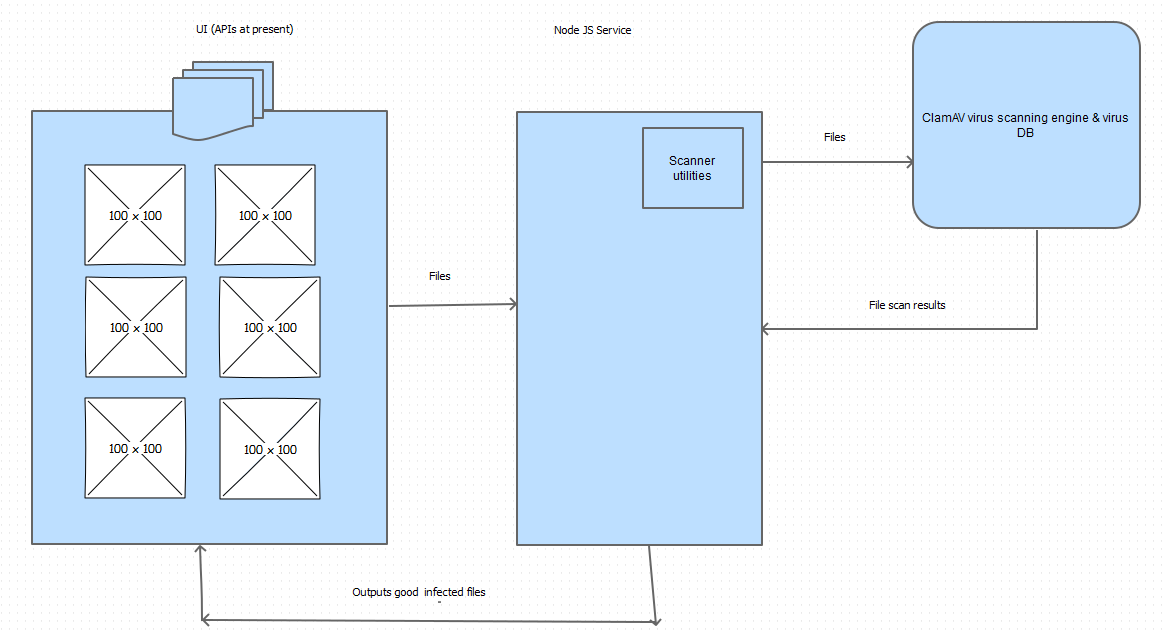 UI (APIs at present)
Node JS Service
ClamAV virus scanning engine & virus
DB
Scanner
utilities
Files
100 × 100
100 × 100
Files
100 × 100
100 × 100
File scan results
100 × 100
100 × 100
Outputs good  infected files
-